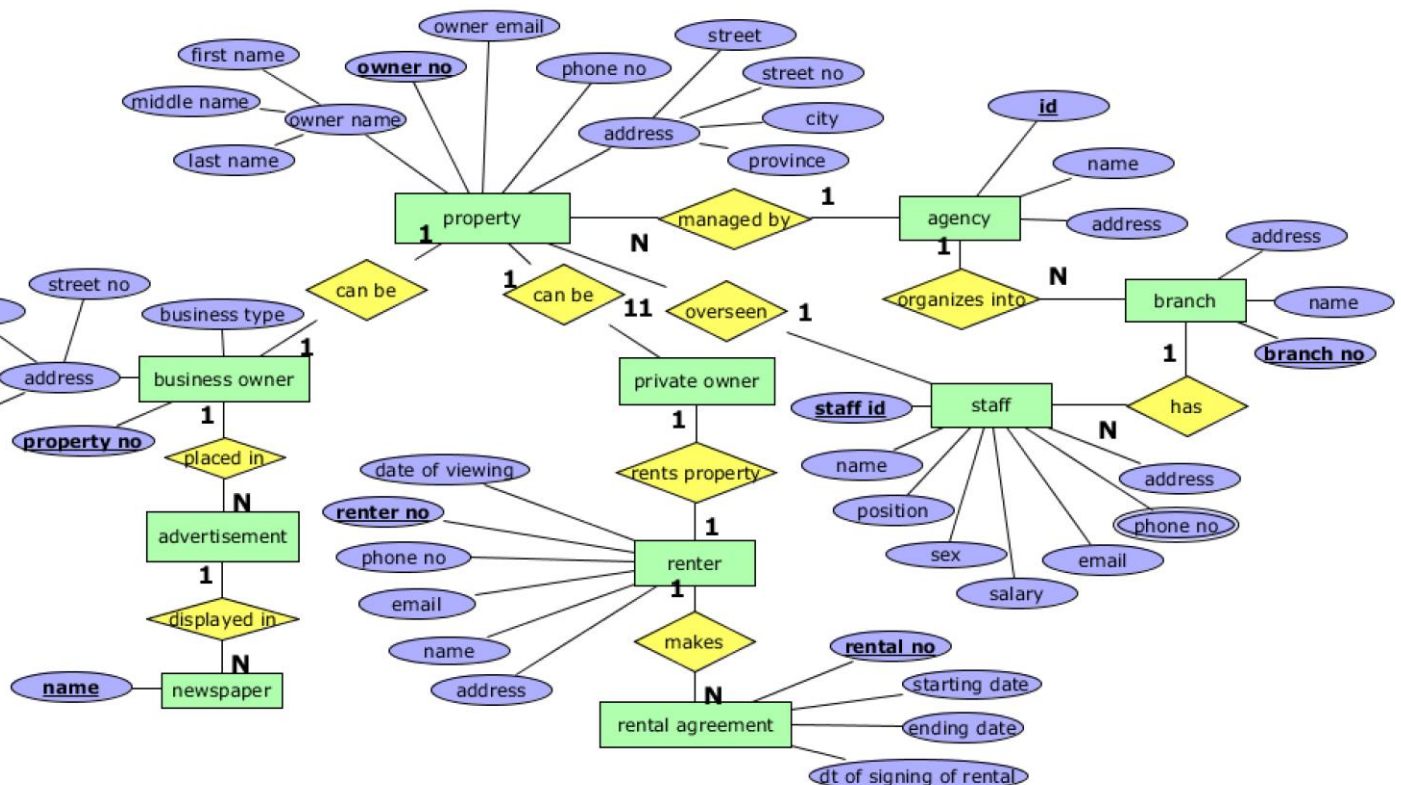 owner email
first name
street
owner no
phone no
street no
middle name
owner name
address
city
id
last name
province
name
property
managed by
1
agency
address
1
N
1
address
street no
can be
1
can be
11
overseen
1
organizes into
N
branch
name
business type
1
1
branch no
address
business owner
private owner
staff id
staff
has
1
1
N
property no
placed in
date of viewing
rents property
name
address
N
renter no
1
position
phone no
advertisement
phone no
renter
sex
email
1
1
salary
email
displayed in
makes
rental no
name
N
address
N
starting date
name
newspaper
rental agreement
ending date
dt of signing of rental